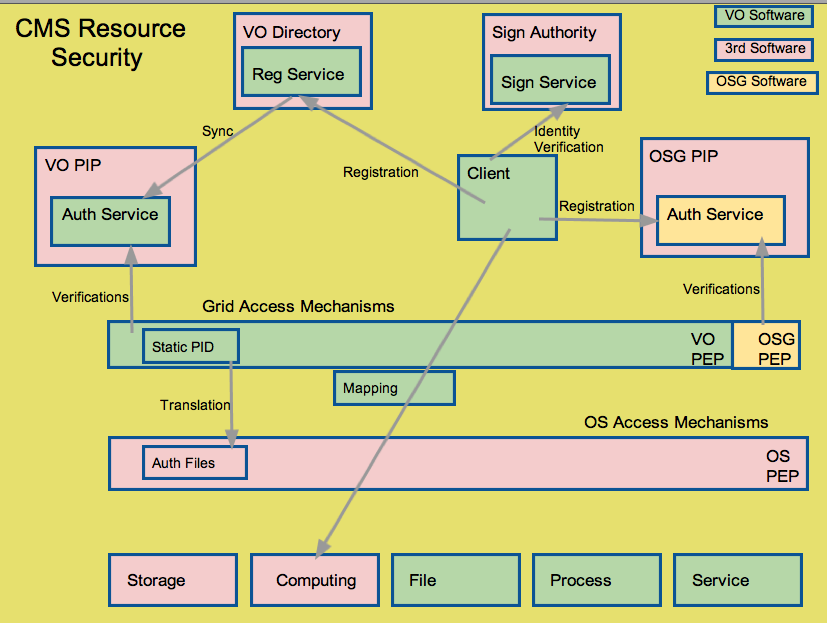 CMS Resource
Security
VO Directory
Reg Service
Sign Authority
Sign Service
VO Software
3rd Software
OSG Software
Sync
Identity
Verification
Registration
VO PIP
Auth Service
Client
Registration
OSG PIP
Auth Service
Verifications
Verifications
Grid Access Mechanisms
Static PID
VO
PEP
OSG
PEP
Mapping
Translation
OS Access Mechanisms
Auth Files
OS
PEP
Storage
Computing
File
Process
Service